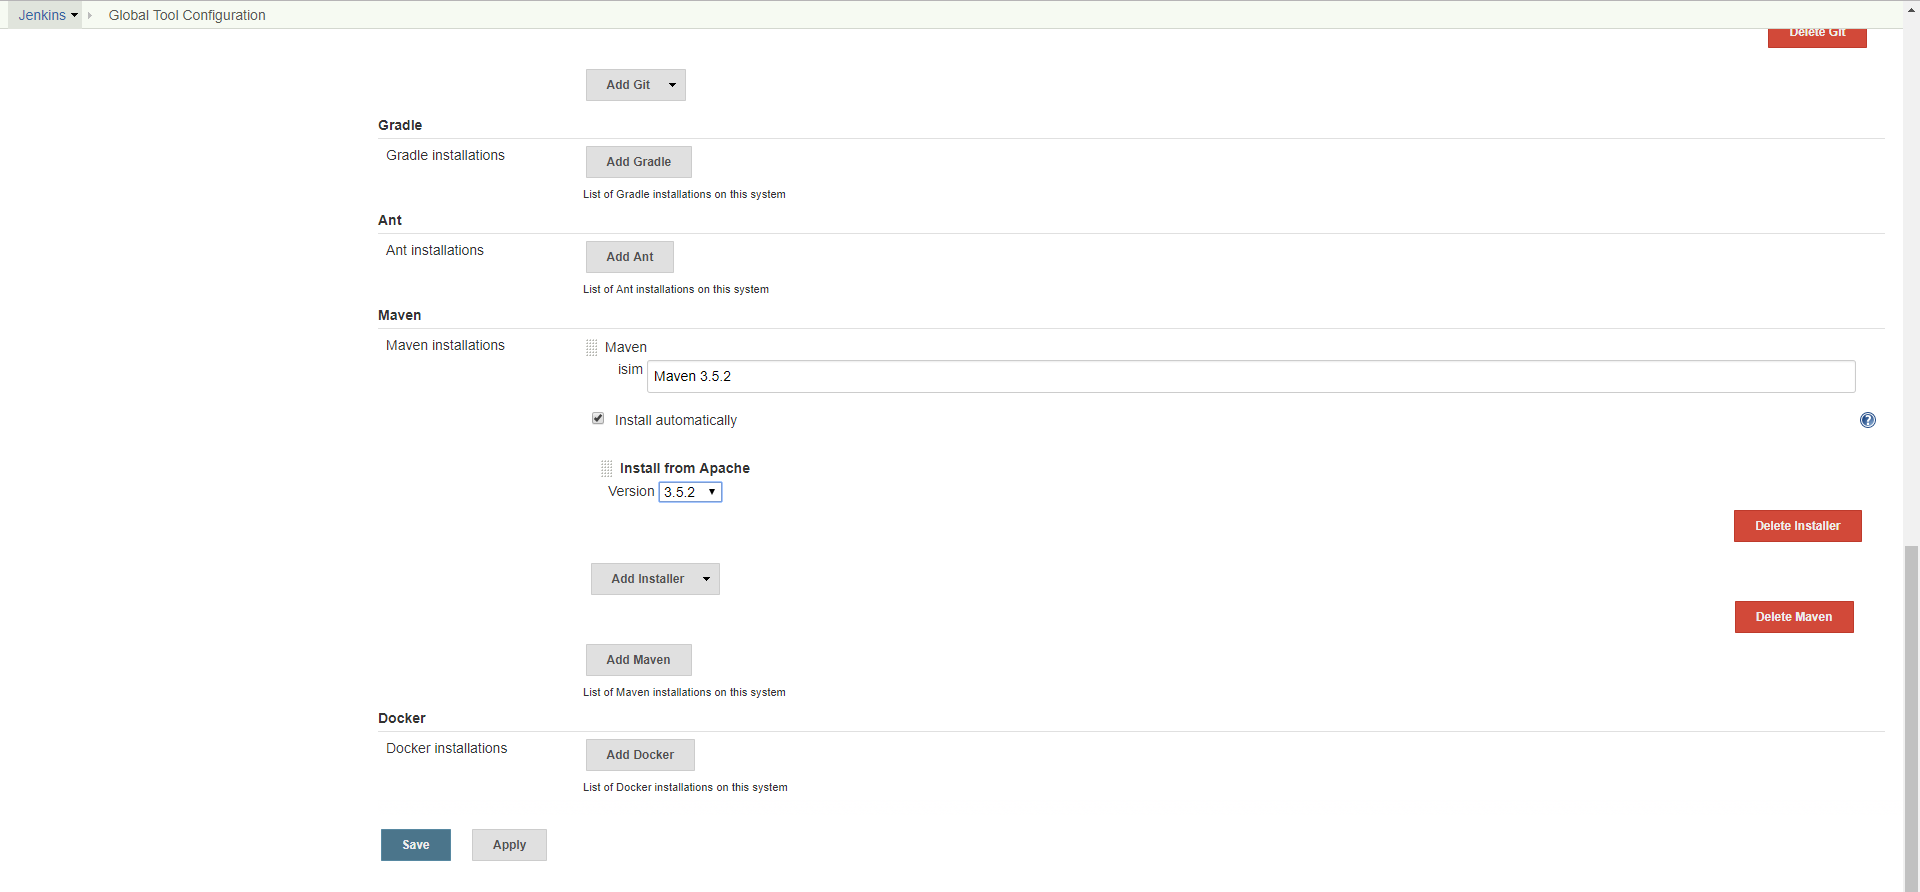 Jenkins
Global Tool Configuration
Delete Git
Add Git
Gradle
Gradle installations
Add Gradle
List of Gradle installations on this system
Ant
Ant installations
Add Ant
List of Ant installations on this system
Maven
Maven installations
Maven
isim
Maven 3.5.2
Install automatically
Install from Apache
Version 3.5.2
Delete Installer
Add Installer
Delete Maven
Add Maven
List of Maven installations on this system
Docker
Docker installations
Add Docker
List of Docker installations on this system
Save
Apply